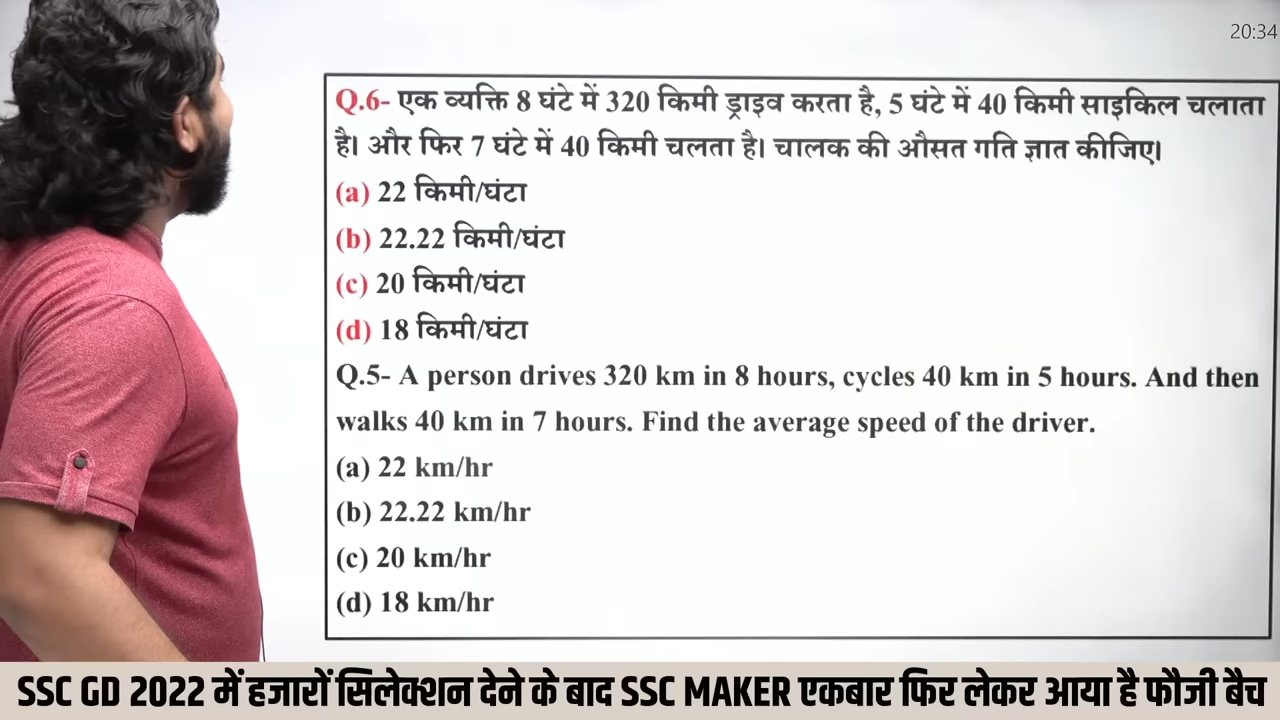 20:34
Q.6- एक व्यक्ति 8 घंटे में 320 किमी ड्राइव करता है, 5 घंटे में 40 किमी साइकिल चलाता
है। और फिर 7 घंटे में 40 किमी चलता है। चालक की औसत गति ज्ञात कीजिए।
(a) 22 किमी/घंटा
(b) 22.22 किमी/घंटा
(c) 20 किमी/घंटा
(d) 18 किमी/घंटा
Q.5- A person drives 320 km in 8 hours, cycles 40 km in 5 hours. And then
walks 40 km in 7 hours. Find the average speed of the driver.
(a) 22 km/hr
(b) 22.22 km/hr
(c) 20 km/hr
(d) 18 km/hr
SSC GD 2022 में हजारों सिलेक्शन देने के बाद SSC MAKER एकबार फिर लेकर आया है फौजी बैच